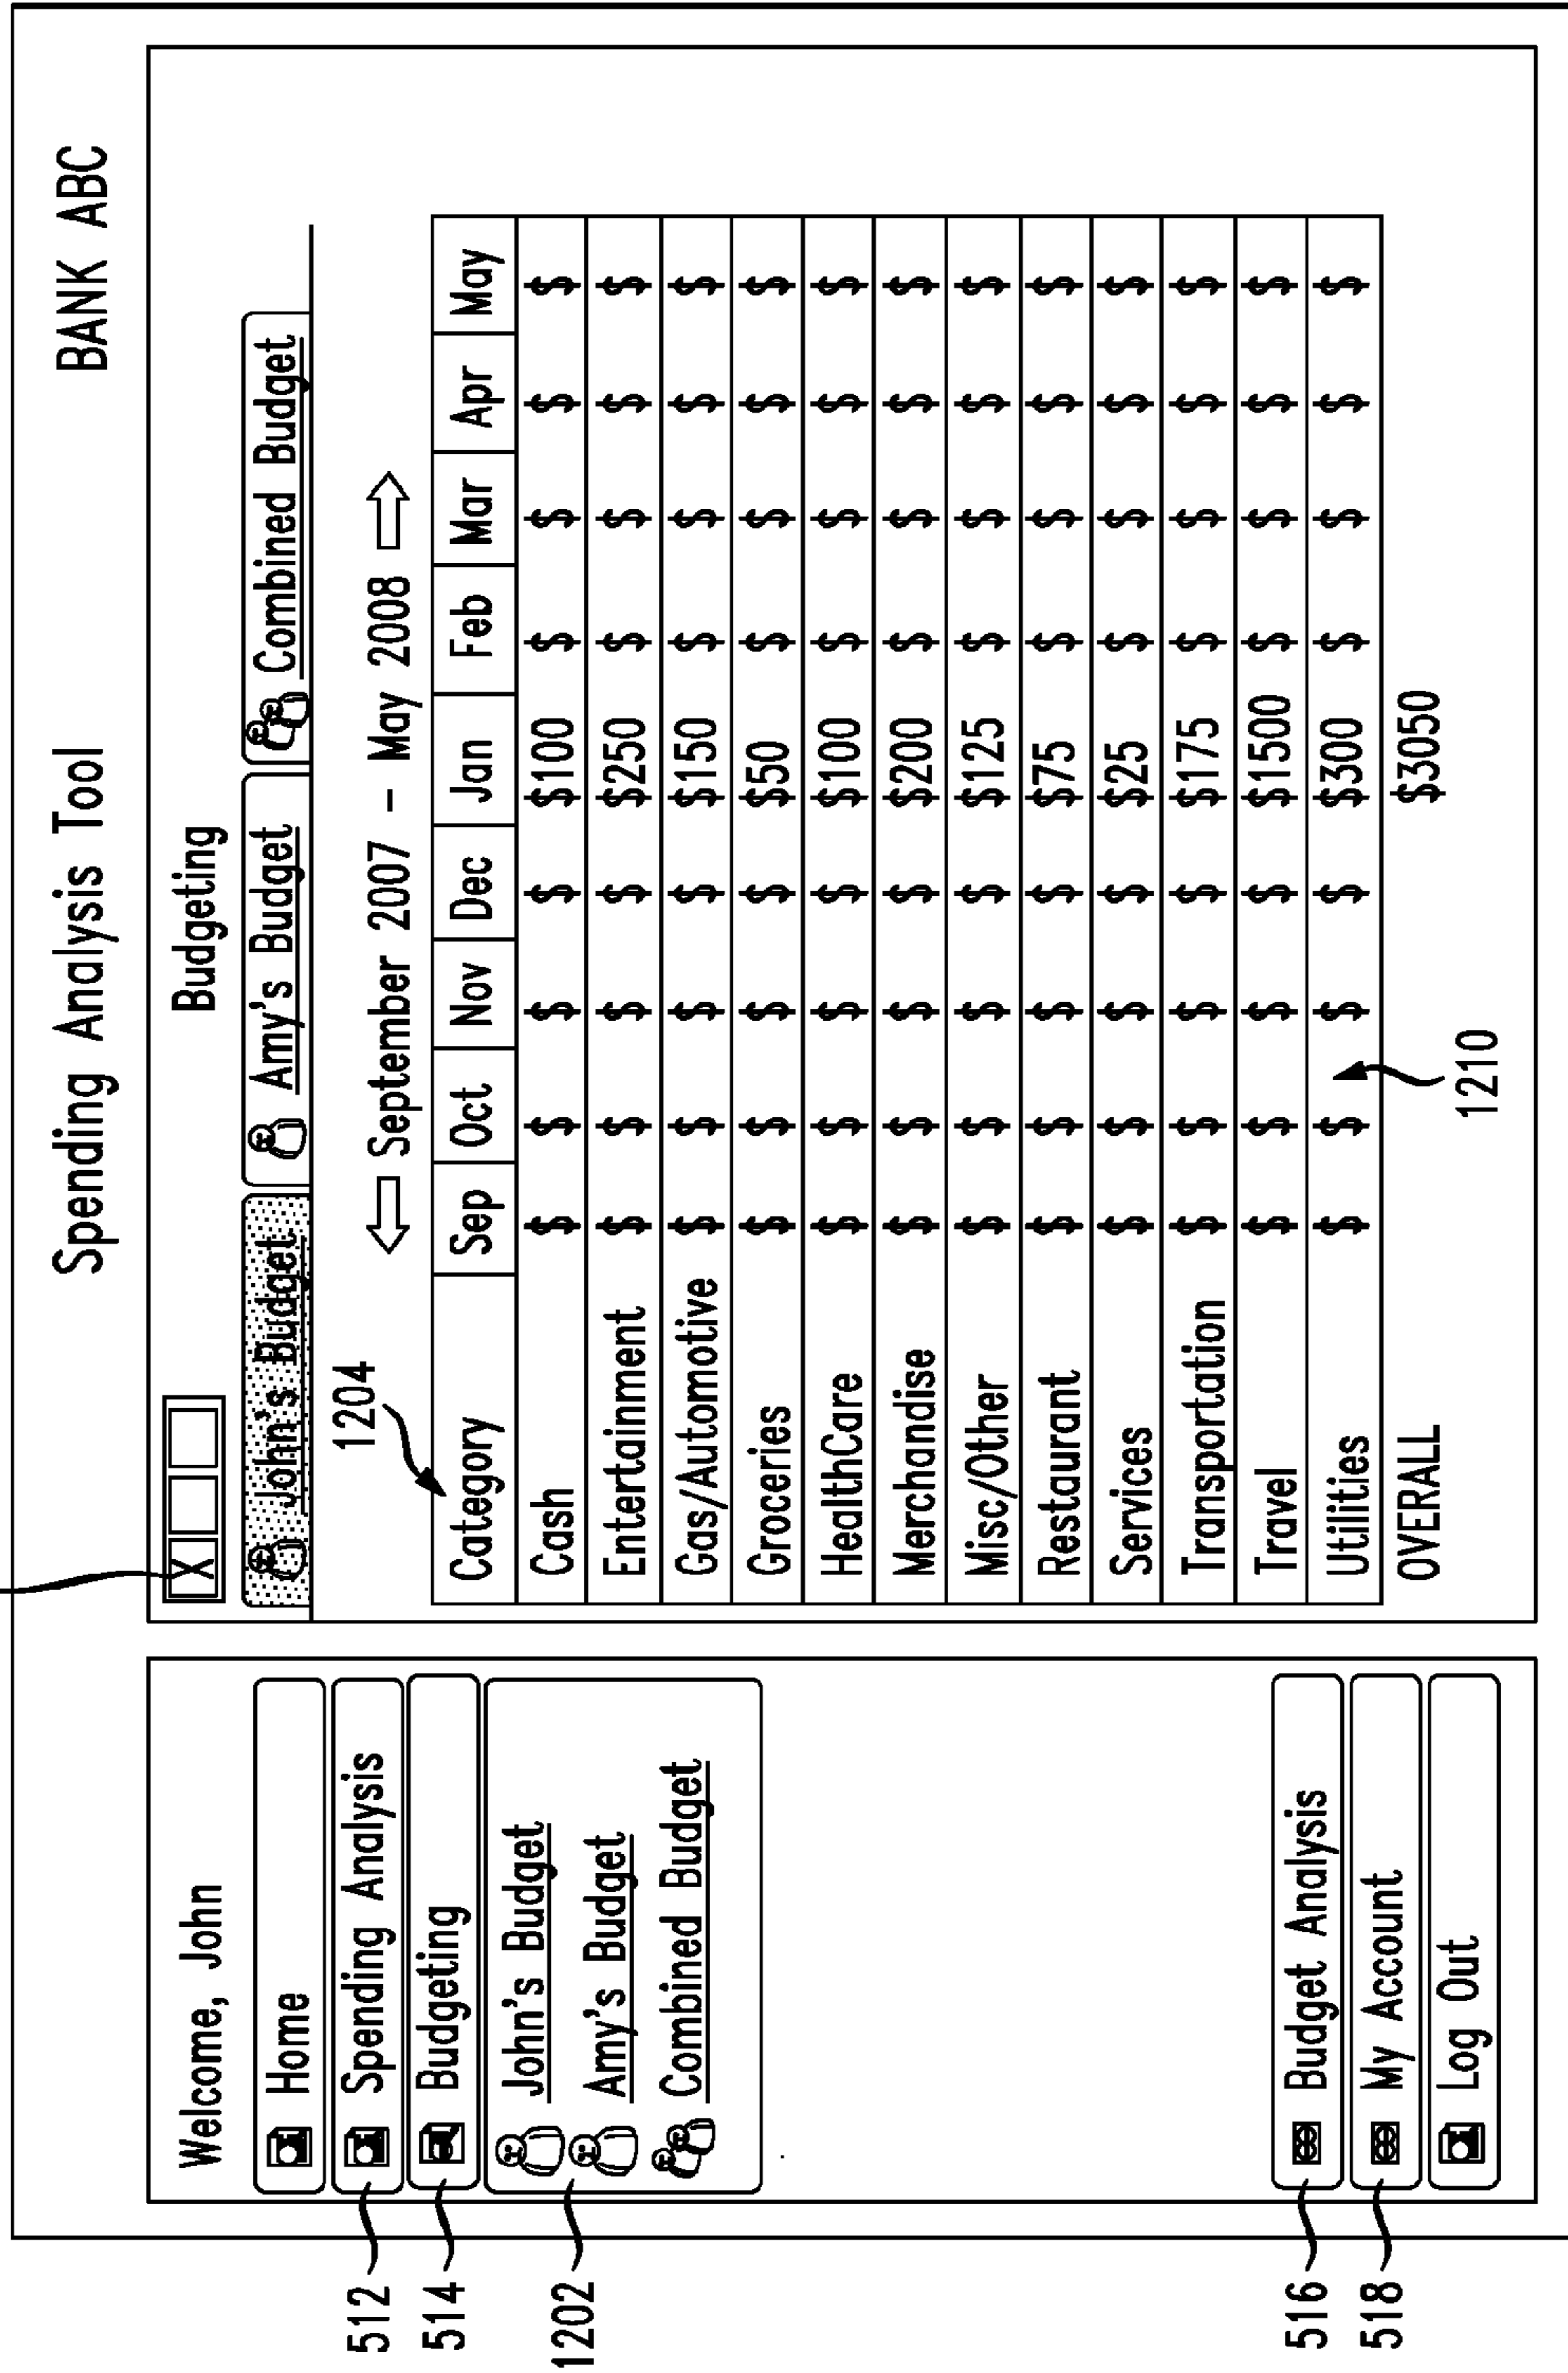 Spending Analysis Tool
BANK ABC
Welcome, John
Home
512 Spending Analysis
514 Budgeting
1202 John's Budget
Amy's Budget
Combined Budget
516 Budget Analysis
518 My Account
Log Out
X
Budgeting
John's Budget Amy's Budget Combined Budget
1204
September 2007 - May 2008
Category Sep Oct Nov Dec Jan Feb Mar Apr May
Cash $ $ $ $ $100 $ $ $ $
Entertainment $ $ $ $ $250 $ $ $ $
Gas/Automotive $ $ $ $ $150 $ $ $ $
Groceries $ $ $ $ $50 $ $ $ $
HealthCare $ $ $ $ $100 $ $ $ $
Merchandise $ $ $ $ $200 $ $ $ $
Misc/Other $ $ $ $ $125 $ $ $ $
Restaurant $ $ $ $ $75 $ $ $ $
Services $ $ $ $ $25 $ $ $ $
Transportation $ $ $ $ $175 $ $ $ $
Travel $ $ $ $ $1500 $ $ $ $
Utilities $ $ $ $ $300 $ $ $ $
OVERALL $3050
1210